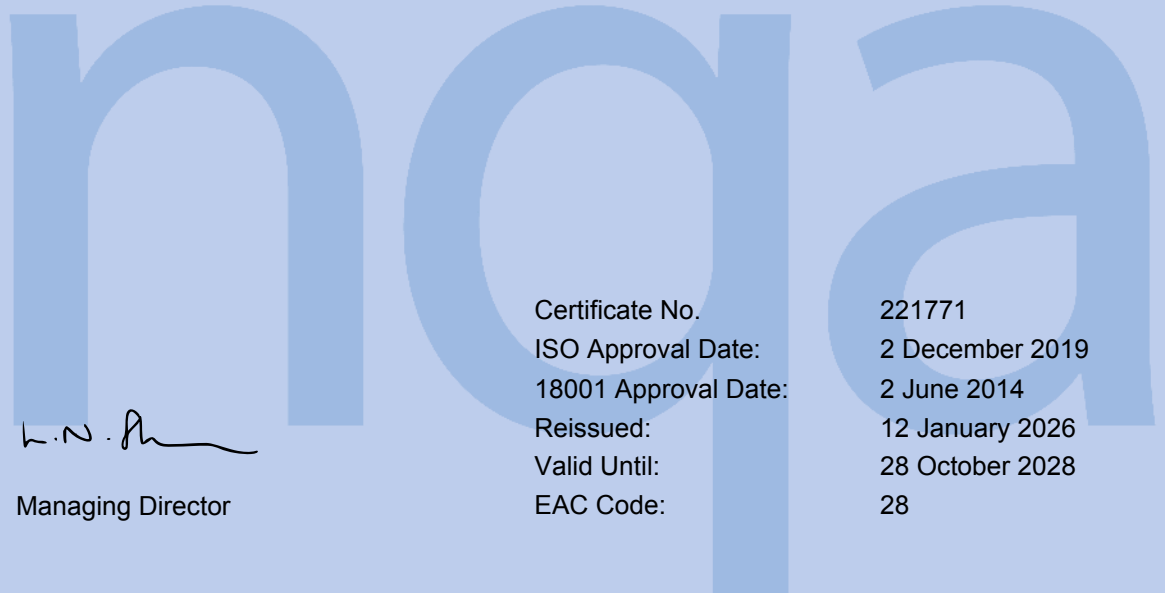 nqa
Certificate No. 221771
ISO Approval Date: 2 December 2019
18001 Approval Date: 2 June 2014
Reissued: 12 January 2026
Valid Until: 28 October 2028
EAC Code: 28
L.N.
Managing Director